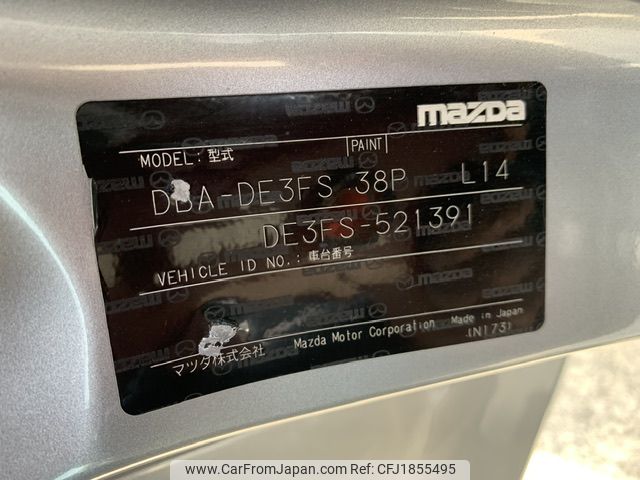 mazda
MODEL: 型式 PAINT
DBA-DE3FS 38P L14
DE3FS-521391
VEHICLE ID NO.: 車台番号
マツダ株式会社 Mazda Motor Corporation Made in Japan
(N173)
www.CarFromJapan.com | ID: CFJ1855495